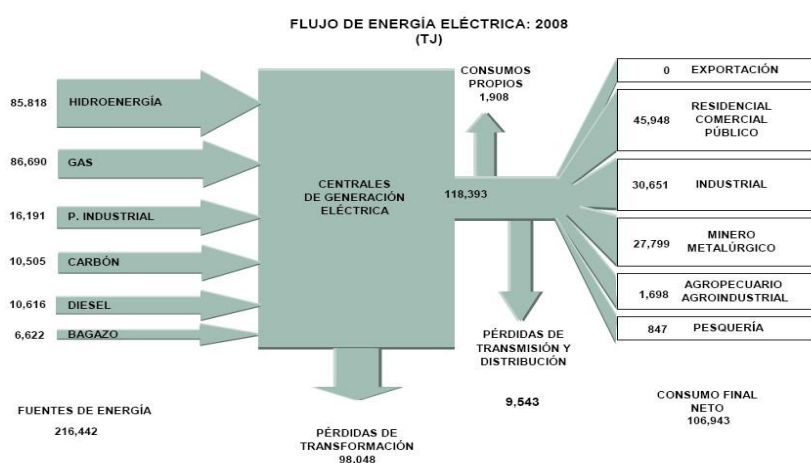 FLUJO DE ENERGÍA ELÉCTRICA: 2008
(TJ)
85,818 HIDROENERGÍA
86,690 GAS
16,191 P. INDUSTRIAL
10,505 CARBÓN
10,616 DIESEL
6,622 BAGAZO
FUENTES DE ENERGÍA
216,442
CENTRALES
DE GENERACIÓN
ELÉCTRICA
PÉRDIDAS DE
TRANSFORMACIÓN
98,048
CONSUMOS
PROPIOS
1,908
118,393
PÉRDIDAS DE
TRANSMISIÓN Y
DISTRIBUCIÓN
9,543
0 EXPORTACIÓN
45,948 RESIDENCIAL
COMERCIAL
PÚBLICO
30,651 INDUSTRIAL
27,799 MINERO
METALÚRGICO
1,698 AGROPECUARIO
AGROINDUSTRIAL
847 PESQUERÍA
CONSUMO FINAL
NETO
106,943